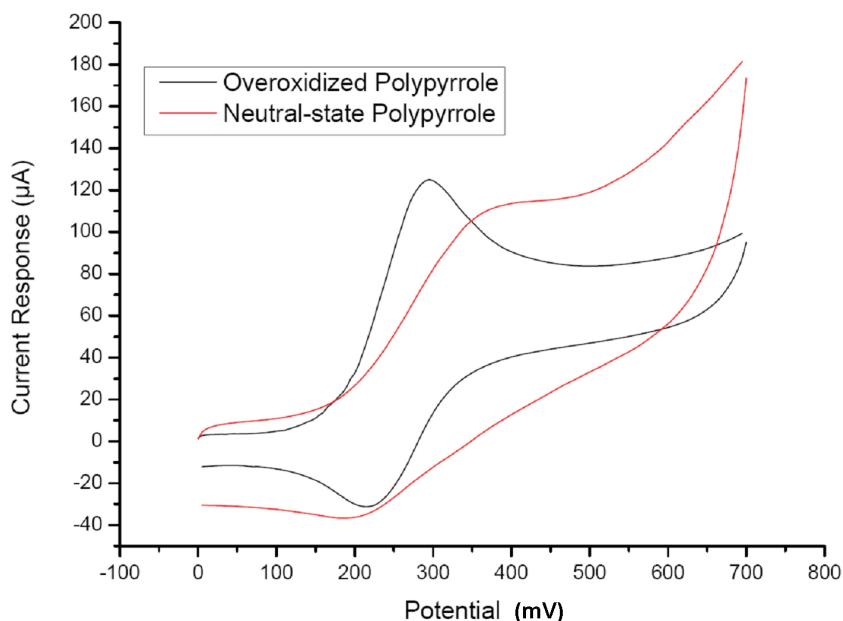 200
180
160
140
120
100
80
60
40
20
0
-20
-40
Current Response (µA)
Overoxidized Polypyrrole
Neutral-state Polypyrrole
-100 0 100 200 300 400 500 600 700 800
Potential (mV)